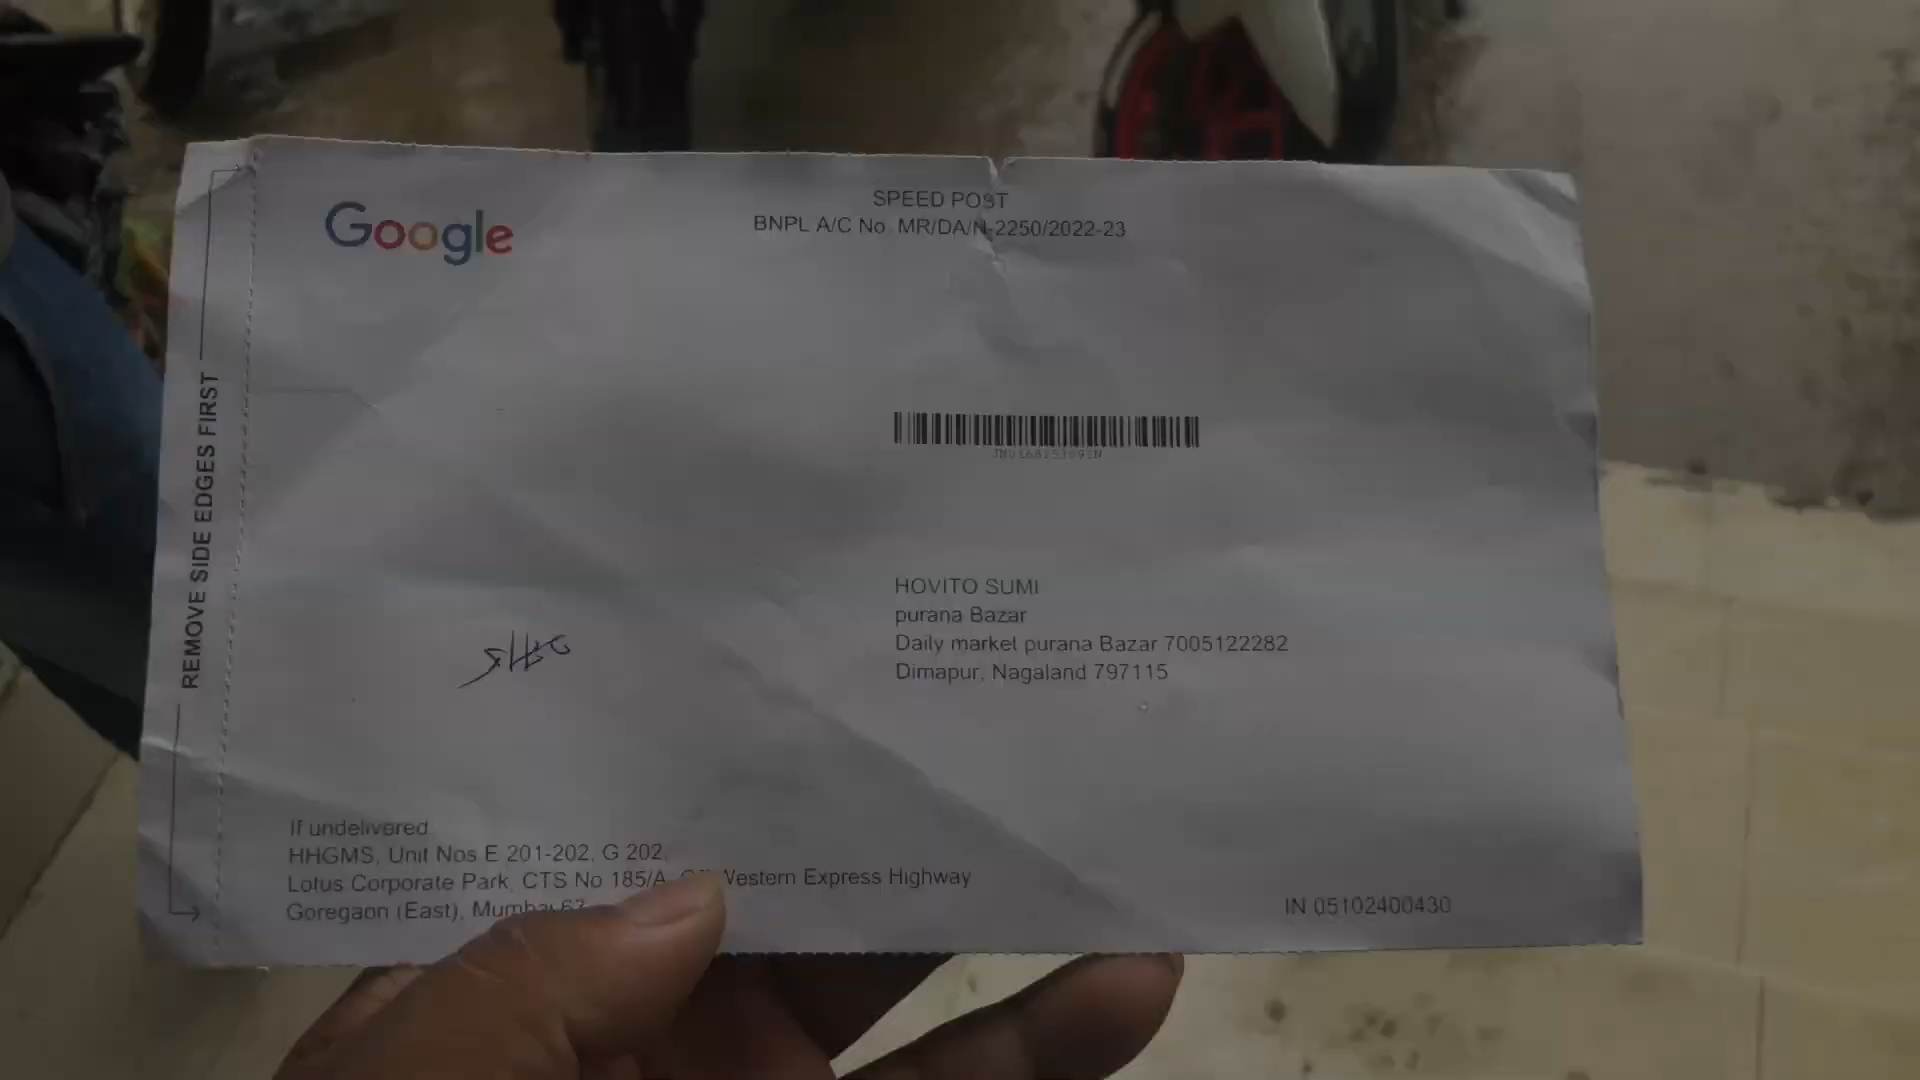 Google
SPEED POST
BNPL A/C No. MR/DA/N-2250/2022-23
REMOVE SIDE EDGES FIRST
HOVITO SUMI
purana Bazar
Daily market purana Bazar 7005122282
Dimapur, Nagaland 797115
If undelivered
HHGMS, Unit Nos E 201-202, G 202,
Lotus Corporate Park, CTS No 185/A, Western Express Highway
Goregaon (East), Mumbai
IN 05102400430